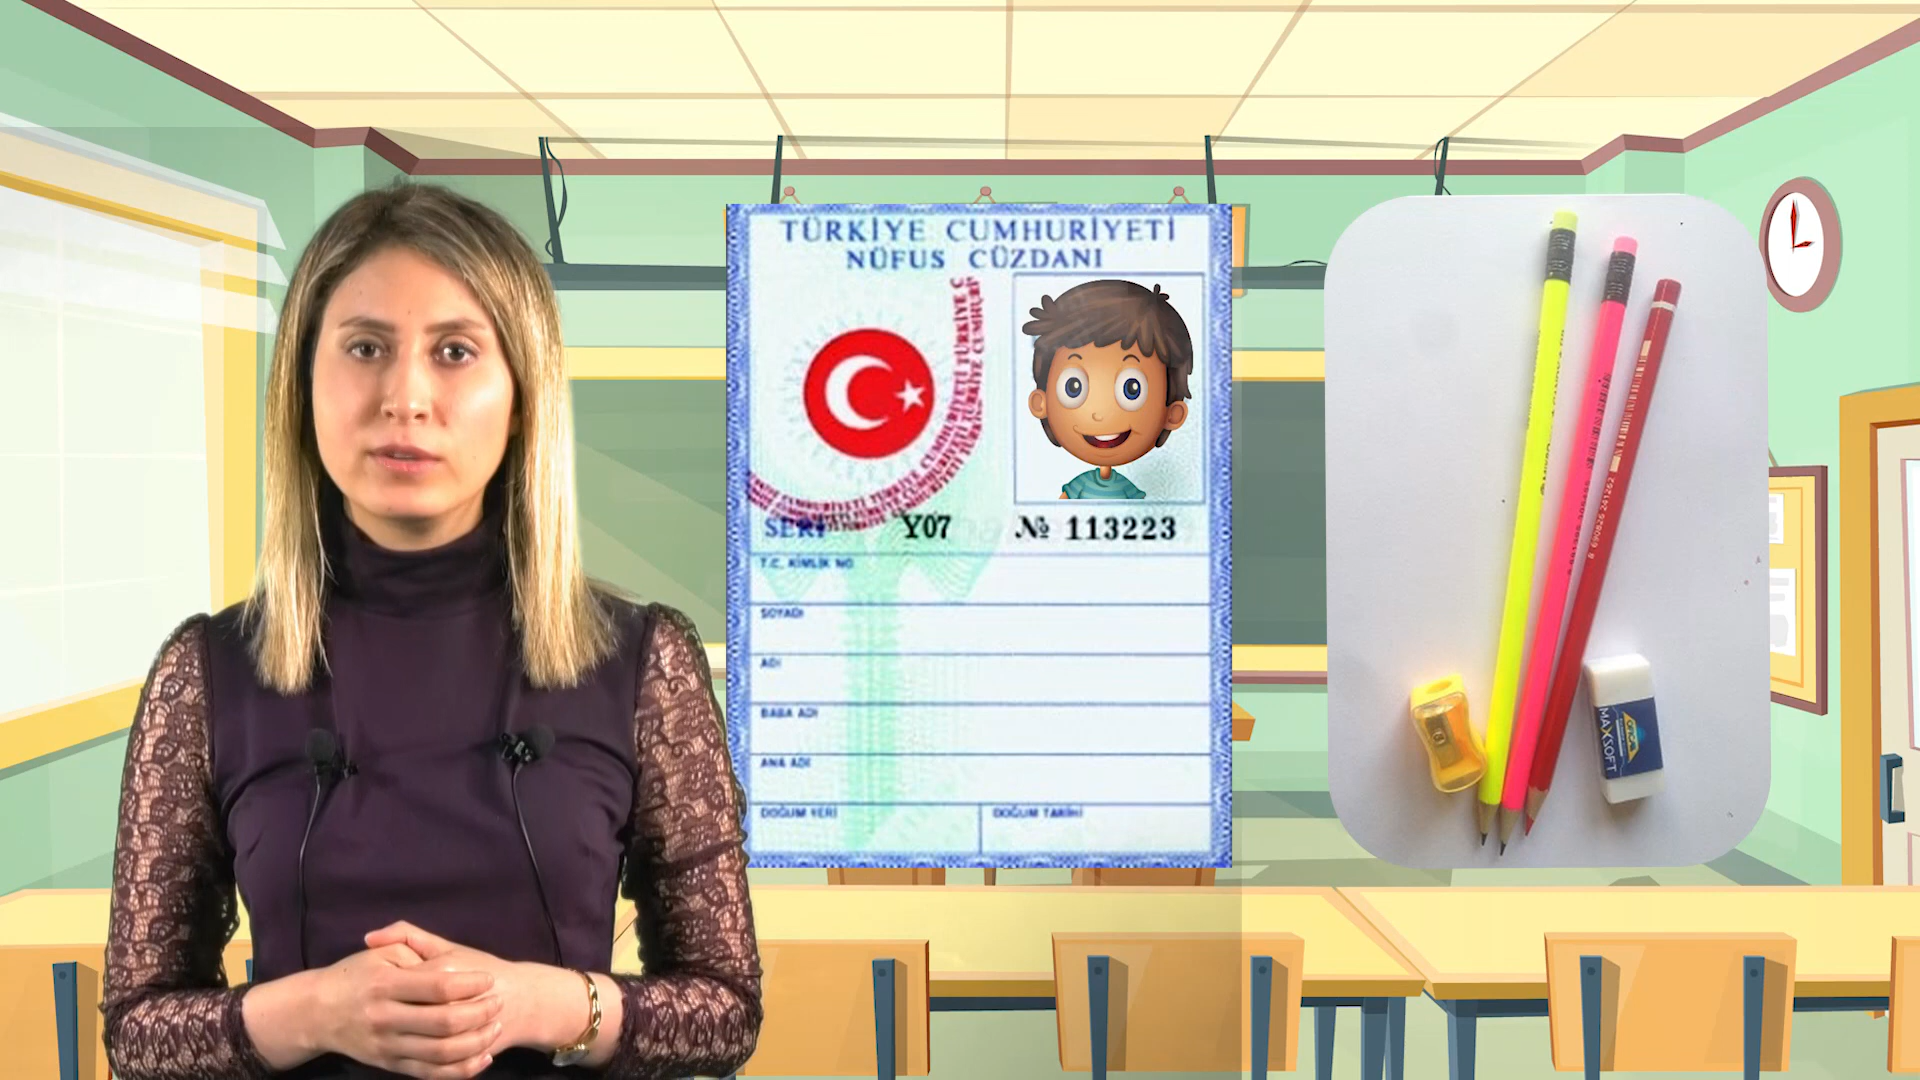 TÜRKİYE CUMHURİYETİ
NÜFUS CÜZDANI
SERİ Y07 № 113223
T.C. KİMLİK NO
SOYADI
ADI
BABA ADI
ANA ADI
DOĞUM YERİ DOĞUM TARİHİ
MAXSOFT